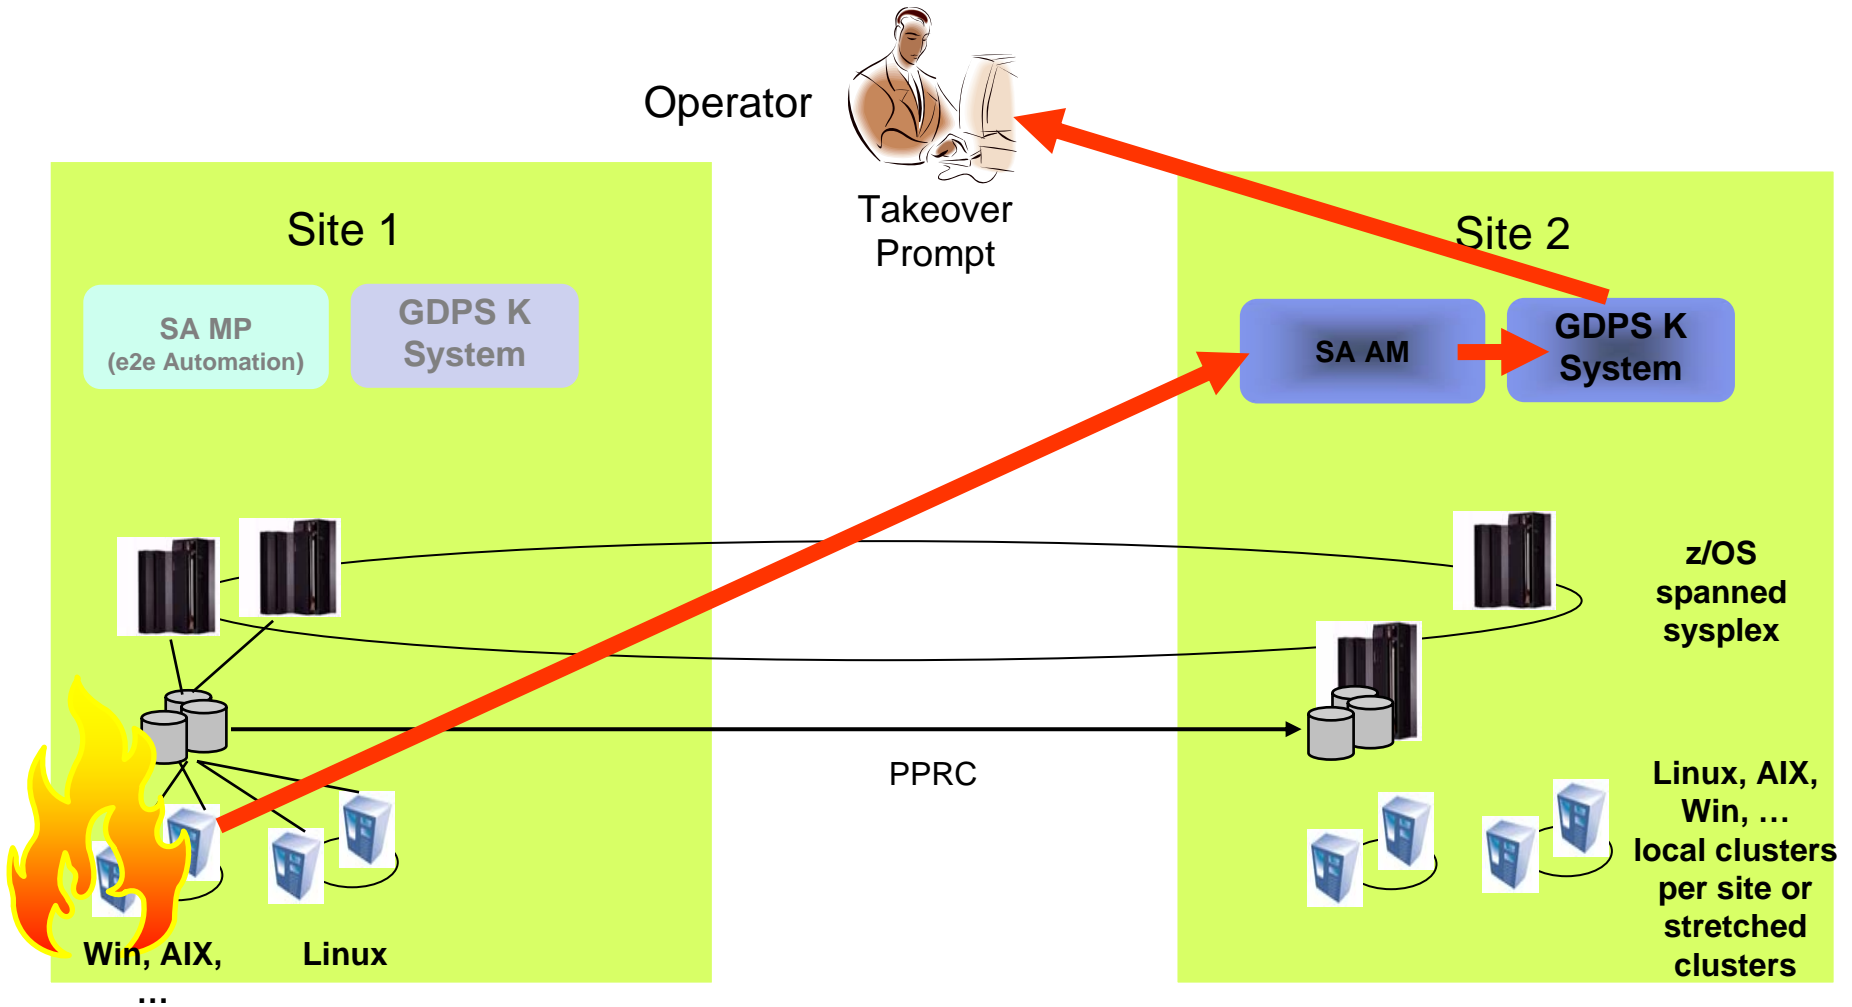 Operator
Takeover
Prompt
Site 1
SA MP
(e2e Automation)
GDPS K
System
Site 2
SA AM
GDPS K
System
z/OS
spanned
sysplex
PPRC
Win, AIX,
...
Linux
Linux, AIX,
Win, …
local clusters
per site or
stretched
clusters